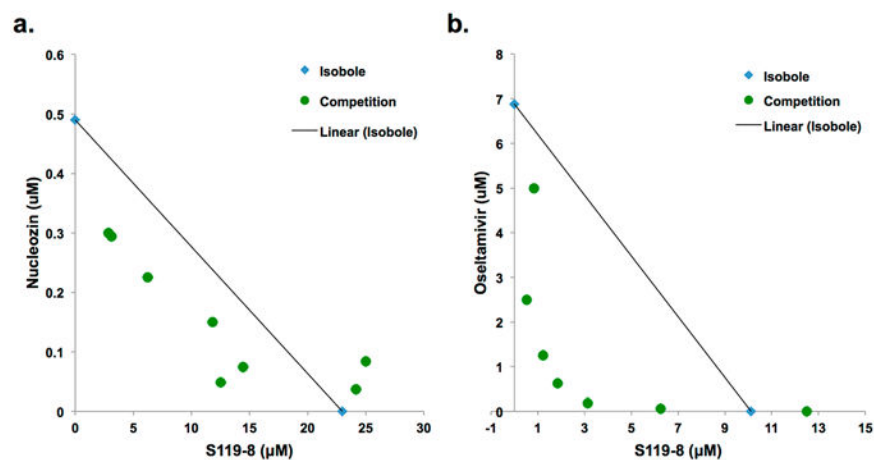 a.
0.6
0.5
0.4
0.3
0.2
0.1
0
0
5
10
15
20
25
30
Nucleozin (uM)
S119-8 (µM)
Isobole
Competition
Linear (Isobole)
b.
8
7
6
5
4
3
2
1
0
-1
1
3
5
7
9
11
13
15
Oseltamivir (uM)
S119-8 (µM)
Isobole
Competition
Linear (Isobole)